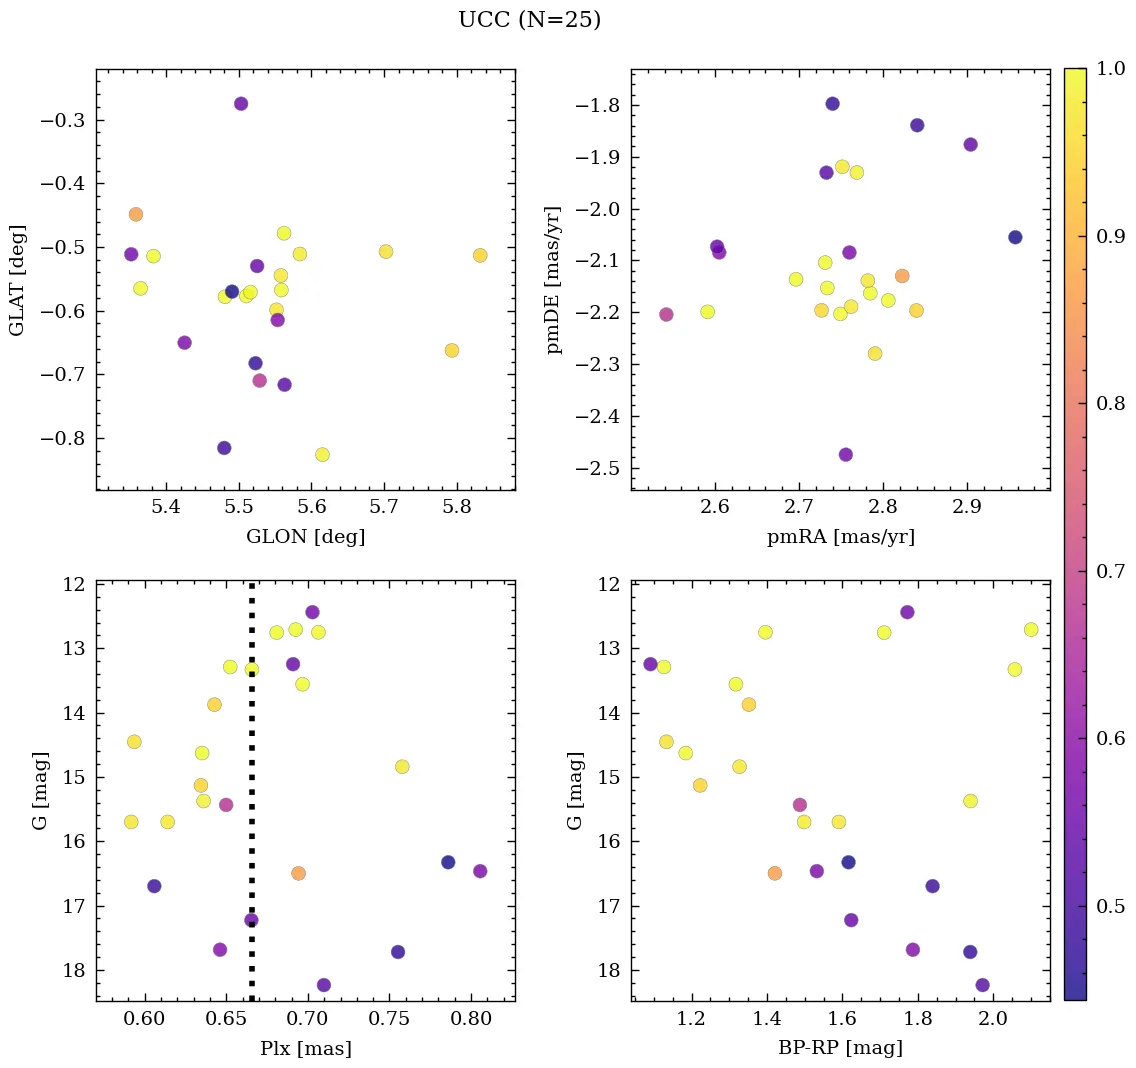 UCC (N=25)
−0.3
−0.4
−0.5
−0.6
−0.7
−0.8
GLAT [deg]
5.4 5.5 5.6 5.7 5.8
GLON [deg]
−1.8
−1.9
−2.0
−2.1
−2.2
−2.3
−2.4
−2.5
pmDE [mas/yr]
2.6 2.7 2.8 2.9
pmRA [mas/yr]
12
13
14
15
16
17
18
G [mag]
0.60 0.65 0.70 0.75 0.80
Plx [mas]
12
13
14
15
16
17
18
G [mag]
1.2 1.4 1.6 1.8 2.0
BP-RP [mag]
1.0
0.9
0.8
0.7
0.6
0.5